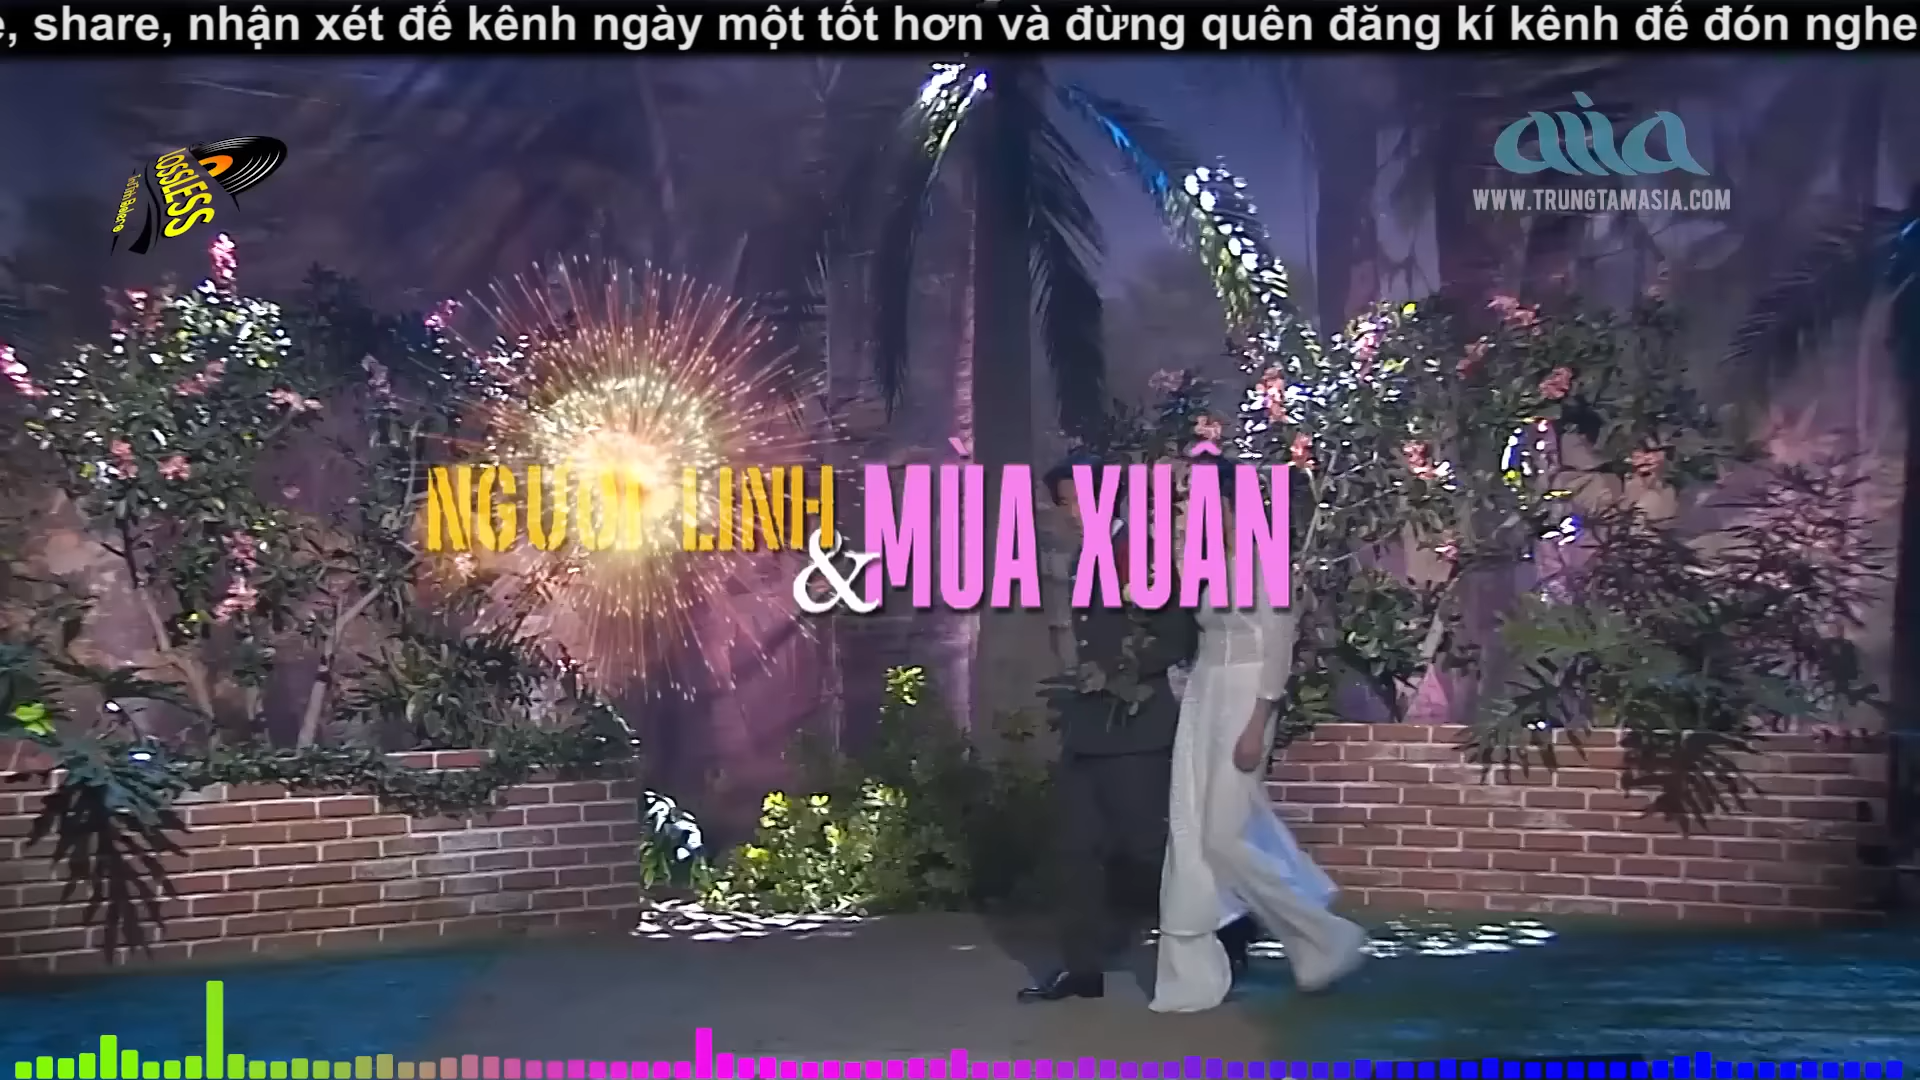 , share, nhận xét để kênh ngày một tốt hơn và đừng quên đăng kí kênh để đón nghe
LOSSLESS
asia
WWW.TRUNGTAMASIA.COM
NGƯỜI LÍNH
& MÙA XUÂN